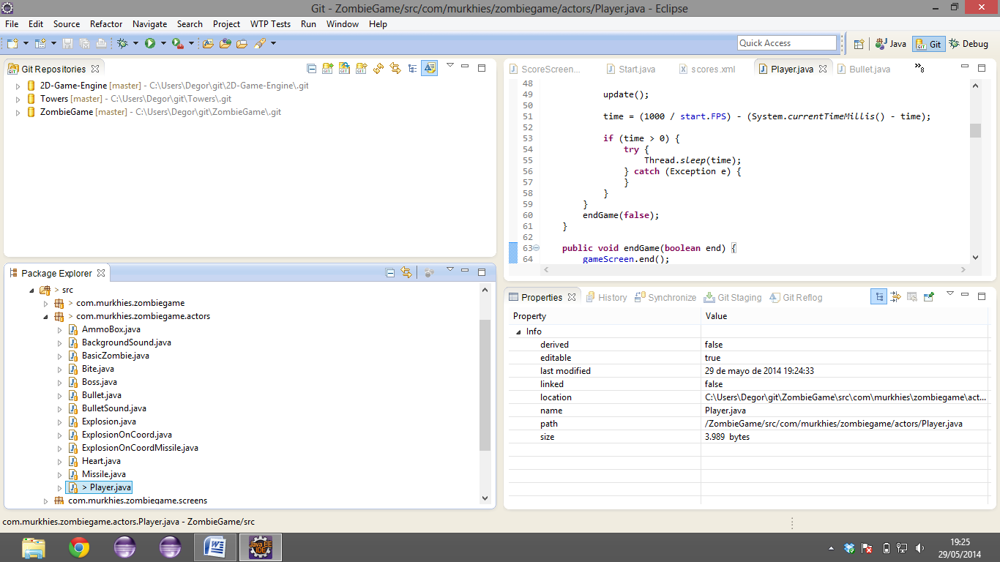 Git - ZombieGame/src/com/murkhies/zombiegame/actors/Player.java - Eclipse
File Edit Source Refactor Navigate Search Project WTP Tests Run Window Help
Quick Access
Java Git Debug
Git Repositories
2D-Game-Engine [master] - C:\Users\Degor\git\2D-Game-Engine\.git
Towers [master] - C:\Users\Degor\git\Towers\.git
ZombieGame [master] - C:\Users\Degor\git\ZombieGame\.git
ScoreScreen... Start.java scores.xml Player.java Bullet.java »8
48
49 update();
50
51 time = (1000 / start.FPS) - (System.currentTimeMillis() - time);
52
53 if (time > 0) {
54 try {
55 Thread.sleep(time);
56 } catch (Exception e) {
57 }
58 }
59 }
60 endGame(false);
61 }
62
63 public void endGame(boolean end) {
64 gameScreen.end();
Package Explorer
> src
> com.murkhies.zombiegame
> com.murkhies.zombiegame.actors
AmmoBox.java
BackgroundSound.java
BasicZombie.java
Bite.java
Boss.java
Bullet.java
BulletSound.java
Explosion.java
ExplosionOnCoord.java
ExplosionOnCoordMissile.java
Heart.java
Missile.java
> Player.java
com.murkhies.zombiegame.screens
Properties History Synchronize Git Staging Git Reflog
Property Value
Info
derived false
editable true
last modified 29 de mayo de 2014 19:24:33
linked false
location C:\Users\Degor\git\ZombieGame\src\com\murkhies\zombiegame\act...
name Player.java
path /ZombieGame/src/com/murkhies/zombiegame/actors/Player.java
size 3.989 bytes
com.murkhies.zombiegame.actors.Player.java - ZombieGame/src
Java EE
IDE
19:25
29/05/2014